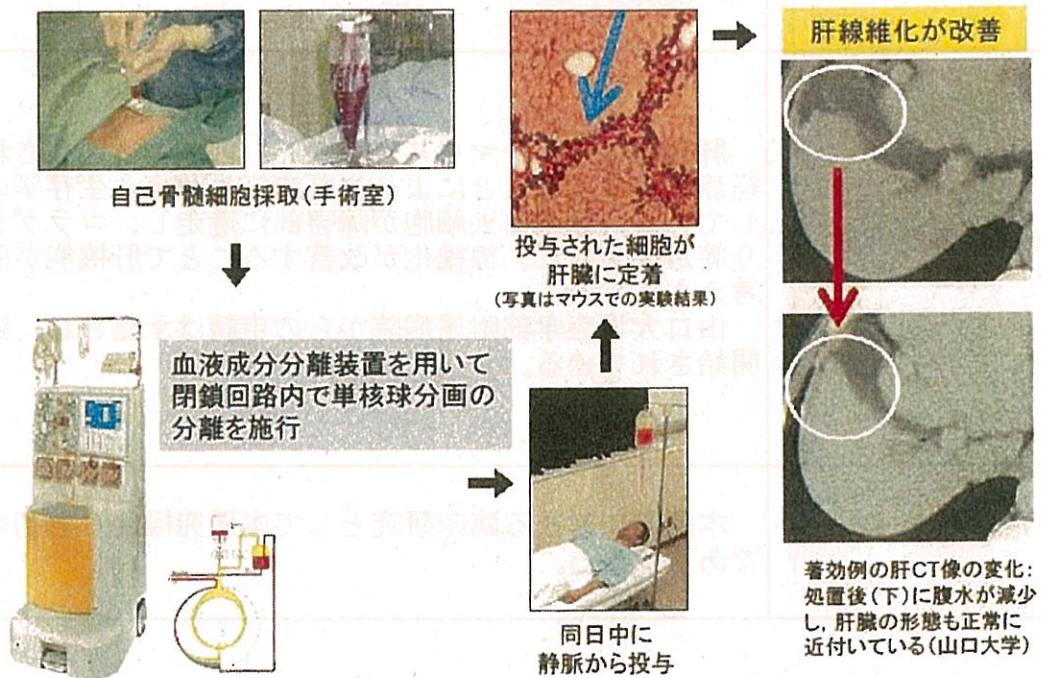 自己骨髄細胞採取(手術室)
血液成分分離装置を用いて
閉鎖回路内で単核球分画の
分離を施行
同日中に
静脈から投与
投与された細胞が
肝臓に定着
(写真はマウスでの実験結果)
肝線維化が改善
著効例の肝CT像の変化:
処置後(下)に腹水が減少
し, 肝臓の形態も正常に
近付いている(山口大学)